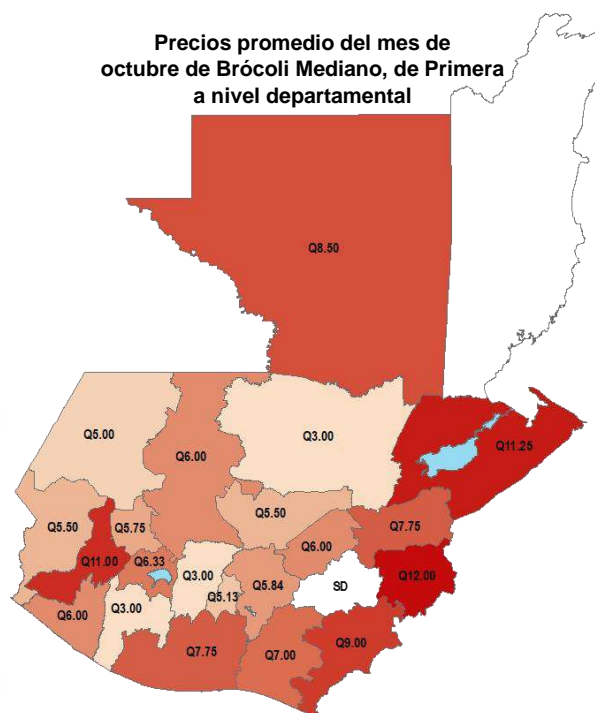 Precios promedio del mes de
octubre de Brócoli Mediano, de Primera
a nivel departamental
Q8.50
Q5.00
Q3.00
Q11.25
Q6.00
Q5.50
Q5.75
Q5.50
Q7.75
Q6.00
Q11.00
Q6.33
Q3.00
Q5.84
SD
Q12.00
Q5.13
Q6.00
Q3.00
Q9.00
Q7.75
Q7.00